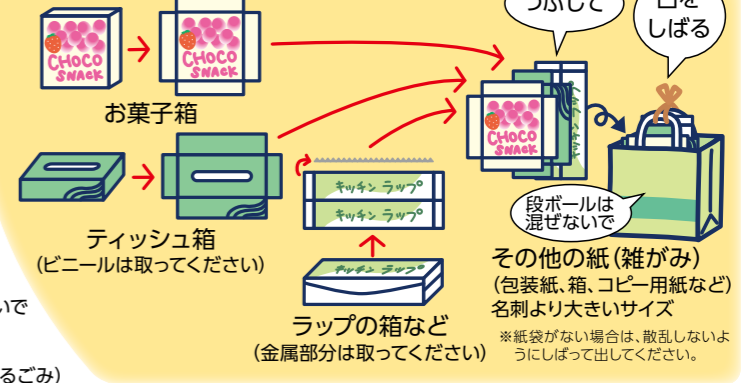 つぶして
口を
しばる
CHOCO
SNACK
CHOCO
SNACK
お菓子箱
CHOCO
SNACK
キッチン ラップ
キッチン ラップ
キッチン ラップ
段ボールは
混ぜないで
ティッシュ箱
(ビニールは取ってください)
ラップの箱など
(金属部分は取ってください)
その他の紙(雑がみ)
(包装紙、箱、コピー用紙など)
名刺より大きいサイズ
※紙袋がない場合は、散乱しないよ
うにしばって出してください。
いで
るごみ)